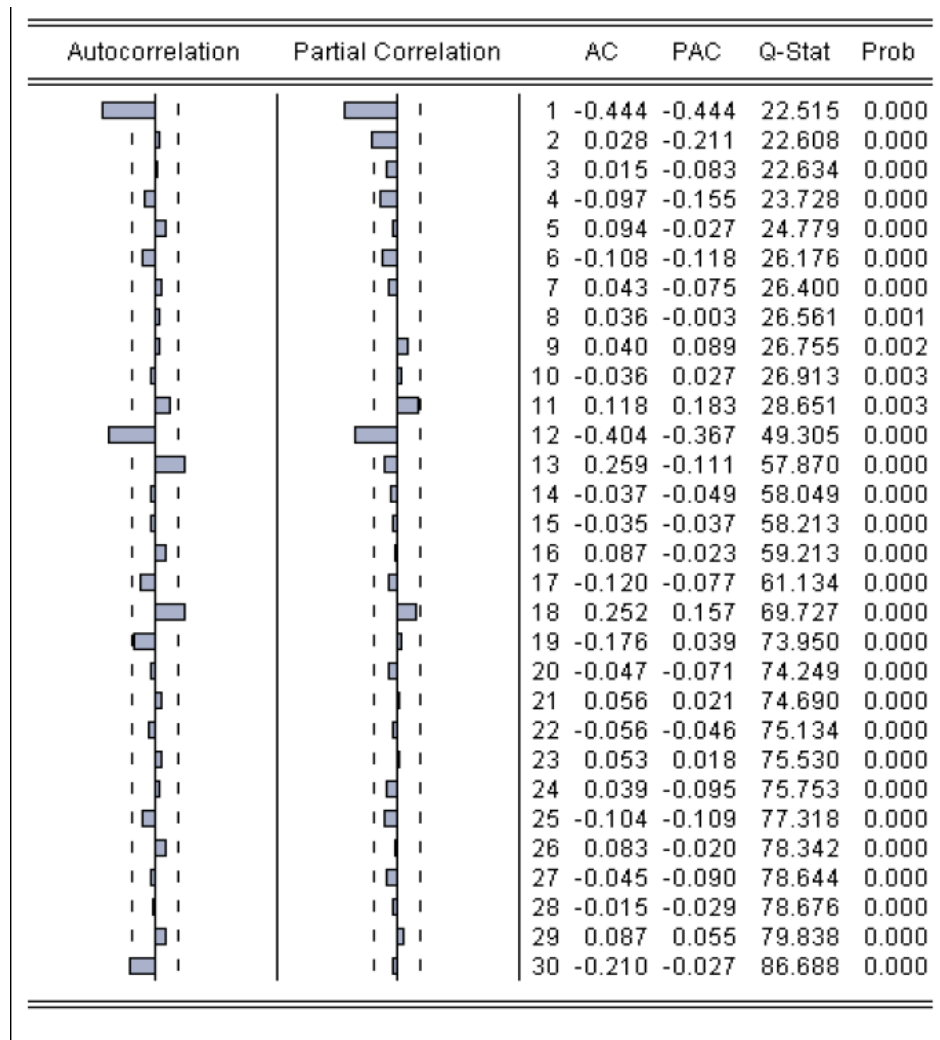 Autocorrelation Partial Correlation AC PAC Q-Stat Prob
1 -0.444 -0.444 22.515 0.000
2 0.028 -0.211 22.608 0.000
3 0.015 -0.083 22.634 0.000
4 -0.097 -0.155 23.728 0.000
5 0.094 -0.027 24.779 0.000
6 -0.108 -0.118 26.176 0.000
7 0.043 -0.075 26.400 0.000
8 0.036 -0.003 26.561 0.001
9 0.040 0.089 26.755 0.002
10 -0.036 0.027 26.913 0.003
11 0.118 0.183 28.651 0.003
12 -0.404 -0.367 49.305 0.000
13 0.259 -0.111 57.870 0.000
14 -0.037 -0.049 58.049 0.000
15 -0.035 -0.037 58.213 0.000
16 0.087 -0.023 59.213 0.000
17 -0.120 -0.077 61.134 0.000
18 0.252 0.157 69.727 0.000
19 -0.176 0.039 73.950 0.000
20 -0.047 -0.071 74.249 0.000
21 0.056 0.021 74.690 0.000
22 -0.056 -0.046 75.134 0.000
23 0.053 0.018 75.530 0.000
24 0.039 -0.095 75.753 0.000
25 -0.104 -0.109 77.318 0.000
26 0.083 -0.020 78.342 0.000
27 -0.045 -0.090 78.644 0.000
28 -0.015 -0.029 78.676 0.000
29 0.087 0.055 79.838 0.000
30 -0.210 -0.027 86.688 0.000